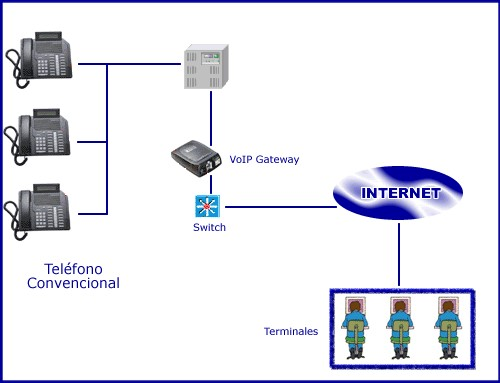 VoIP Gateway
INTERNET
Switch
Teléfono
Convencional
Terminales